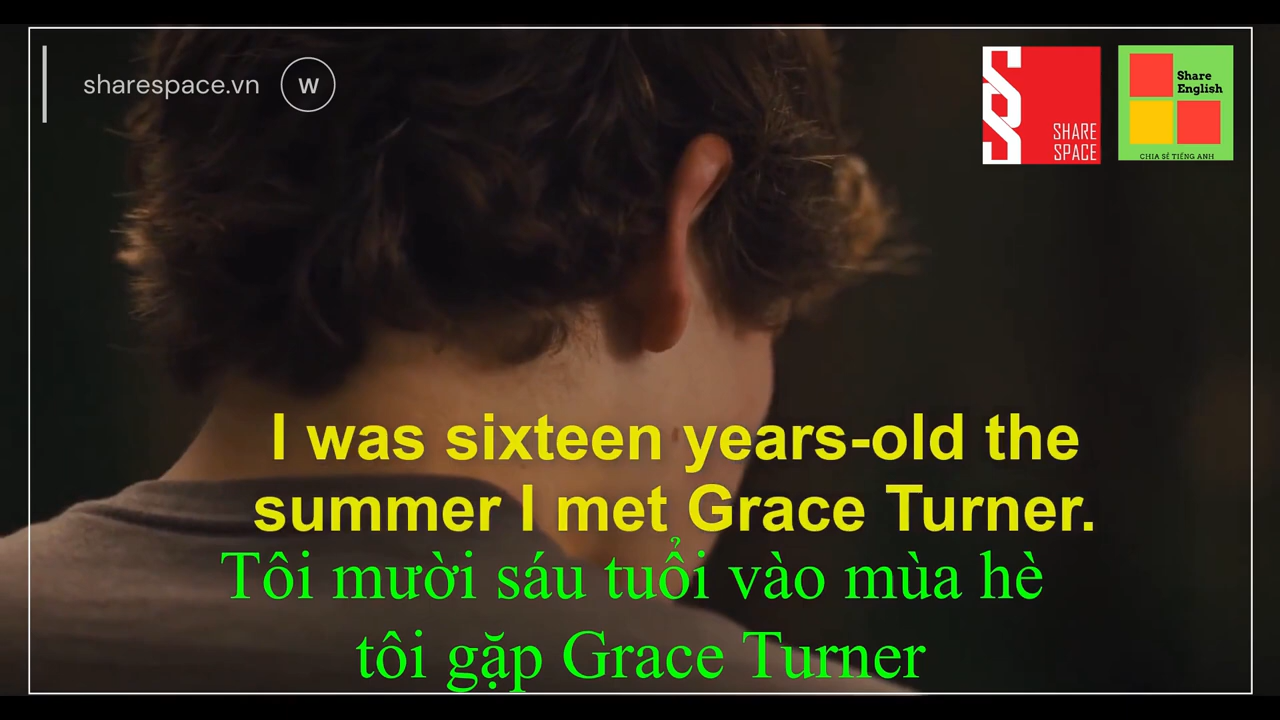 sharespace.vn
W
SHARE
SPACE
Share
English
CHIA SẺ TIẾNG ANH
I was sixteen years-old the
summer I met Grace Turner.
Tôi mười sáu tuổi vào mùa hè
tôi gặp Grace Turner